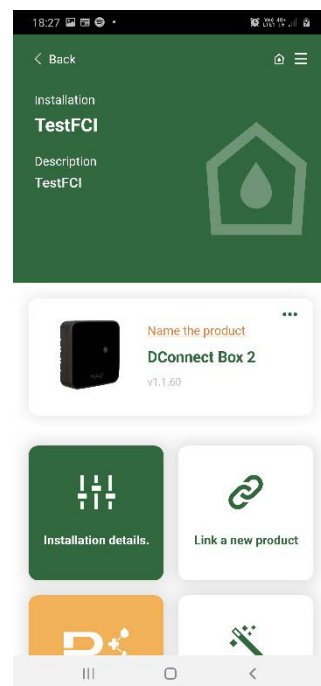 18:27
Back
Installation
TestFCI
Description
TestFCI
Name the product
DConnect Box 2
v1.1.60
Installation details.
Link a new product